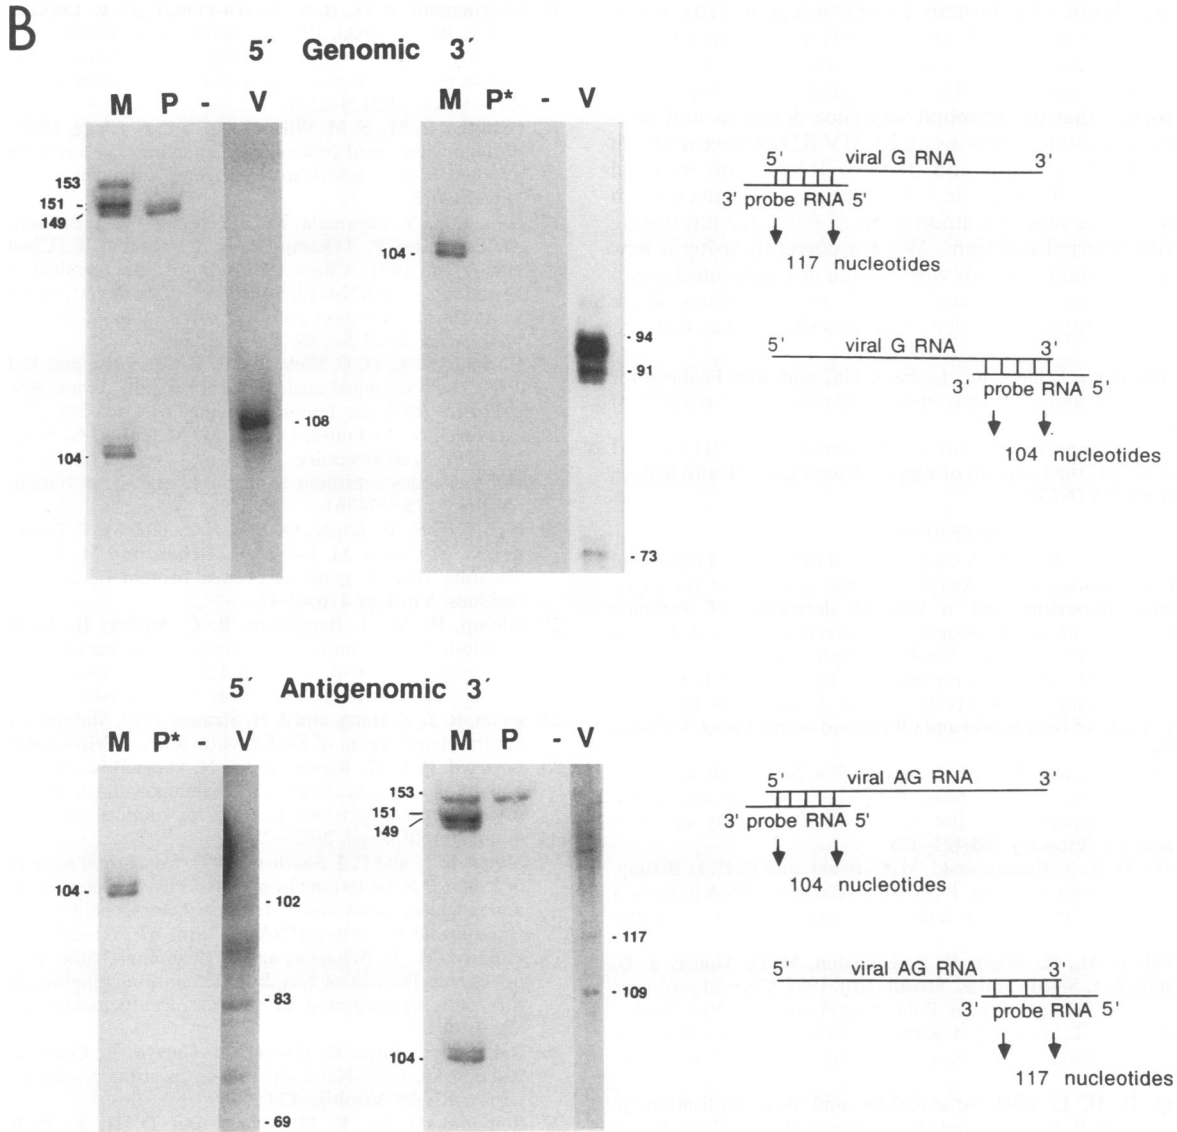 B
5´ Genomic 3´
M P - V
M P* - V
153
151
149
104
108
104
94
91
73
5' viral G RNA 3'
3' probe RNA 5'
117 nucleotides
5' viral G RNA 3'
3' probe RNA 5'
104 nucleotides
5´ Antigenomic 3´
M P* - V
M P - V
104
102
83
69
153
151
149
104
117
109
5' viral AG RNA 3'
3' probe RNA 5'
104 nucleotides
5' viral AG RNA 3'
3' probe RNA 5'
117 nucleotides